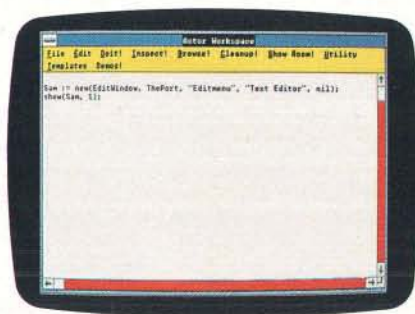 Actor Workspace
File Edit Doit! Inspect! Browse! Cleanup! Show Room! Utility
Templates Demos!
Sam := new(EditWindow, ThePort, "Editmenu", "Text Editor", nil);
show(Sam, 1);